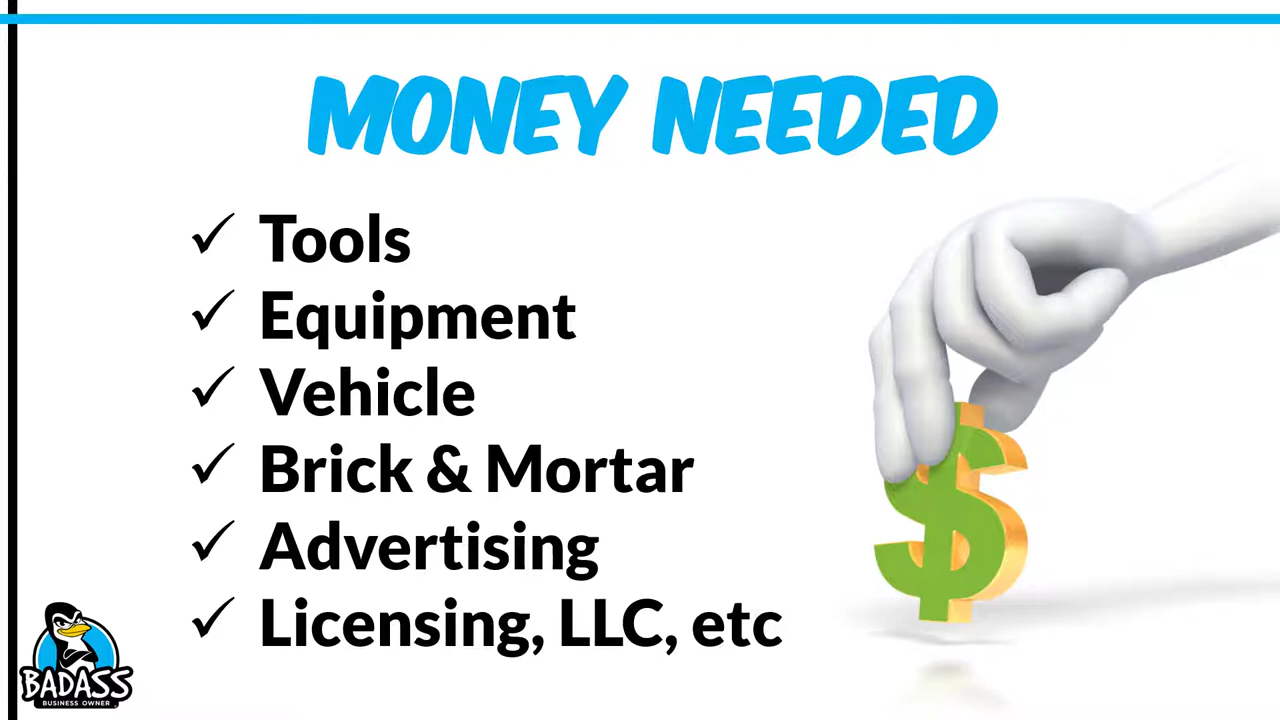 MONEY NEEDED
✓ Tools
✓ Equipment
✓ Vehicle
✓ Brick & Mortar
✓ Advertising
✓ Licensing, LLC, etc
$
BADASS
BUSINESS OWNER